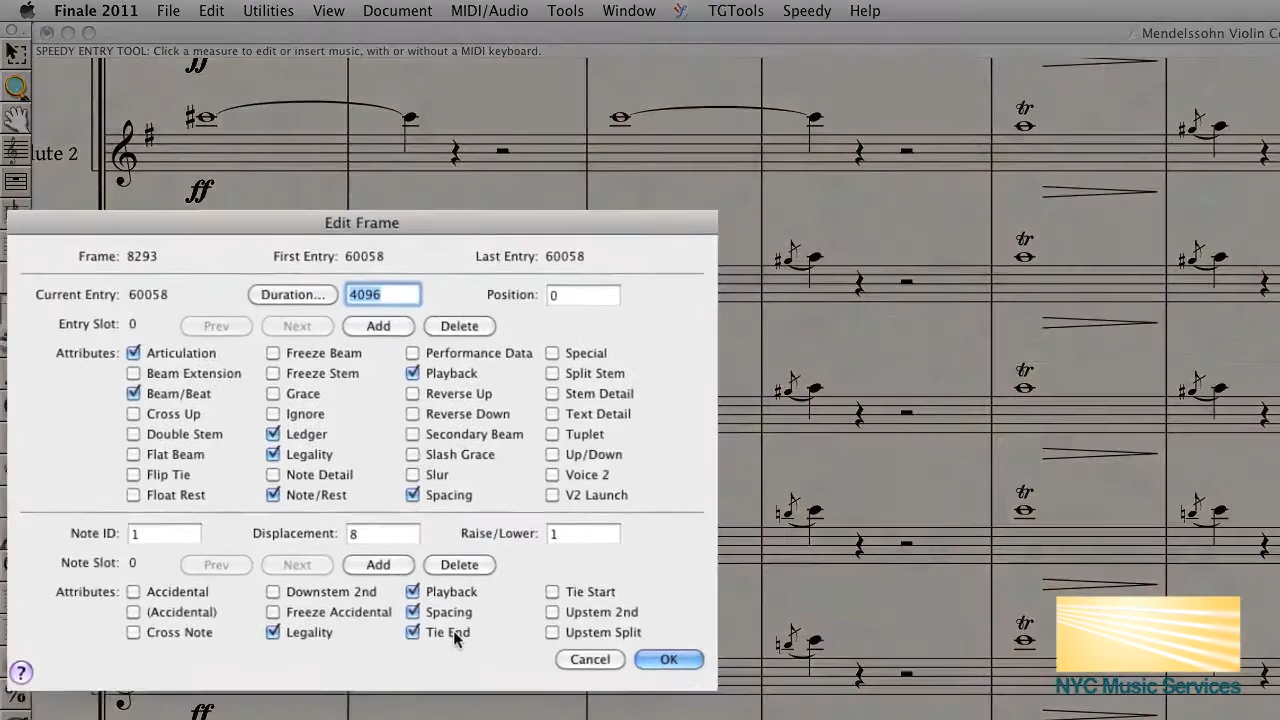 Finale 2011 File Edit Utilities View Document MIDI/Audio Tools Window TGTools Speedy Help
Mendelssohn Violin Co
SPEEDY ENTRY TOOL: Click a measure to edit or insert music, with or without a MIDI keyboard.
ff
tr
lute 2
ff
Edit Frame
Frame: 8293 First Entry: 60058 Last Entry: 60058
tr
Current Entry: 60058 Duration... 4096 Position: 0
Entry Slot: 0 Prev Next Add Delete
Attributes: Articulation Freeze Beam Performance Data Special
Beam Extension Freeze Stem Playback Split Stem
tr
Beam/Beat Grace Reverse Up Stem Detail
Cross Up Ignore Reverse Down Text Detail
Double Stem Ledger Secondary Beam Tuplet
Flat Beam Legality Slash Grace Up/Down
Flip Tie Note Detail Slur Voice 2
Float Rest Note/Rest Spacing V2 Launch
tr
Note ID: 1 Displacement: 8 Raise/Lower: 1
Note Slot: 0 Prev Next Add Delete
Attributes: Accidental Downstem 2nd Playback Tie Start
(Accidental) Freeze Accidental Spacing Upstem 2nd
Cross Note Legality Tie End Upstem Split
tr
Cancel OK
?
NYC Music Services
%
ff